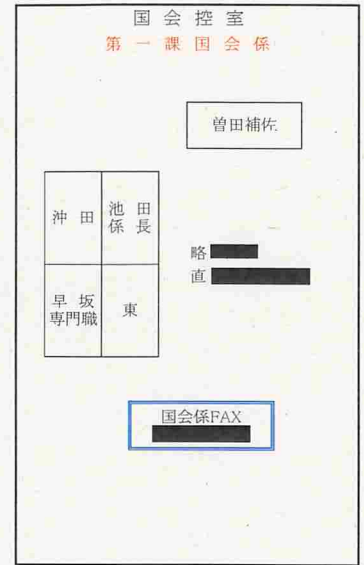 国会控室
第一課国会係
曽田補佐
沖田
池田
係長
略
直
早坂
専門職
東
国会係FAX